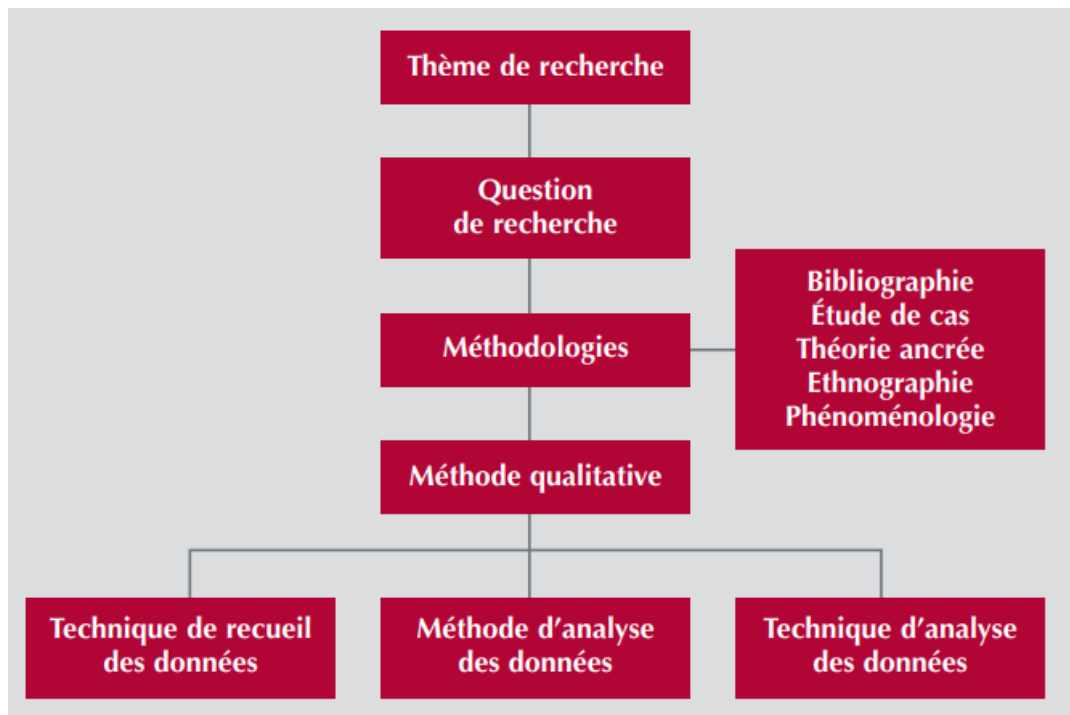 Thème de recherche
Question
de recherche
Méthodologies
Bibliographie
Étude de cas
Théorie ancrée
Ethnographie
Phénoménologie
Méthode qualitative
Technique de recueil
des données
Méthode d’analyse
des données
Technique d’analyse
des données